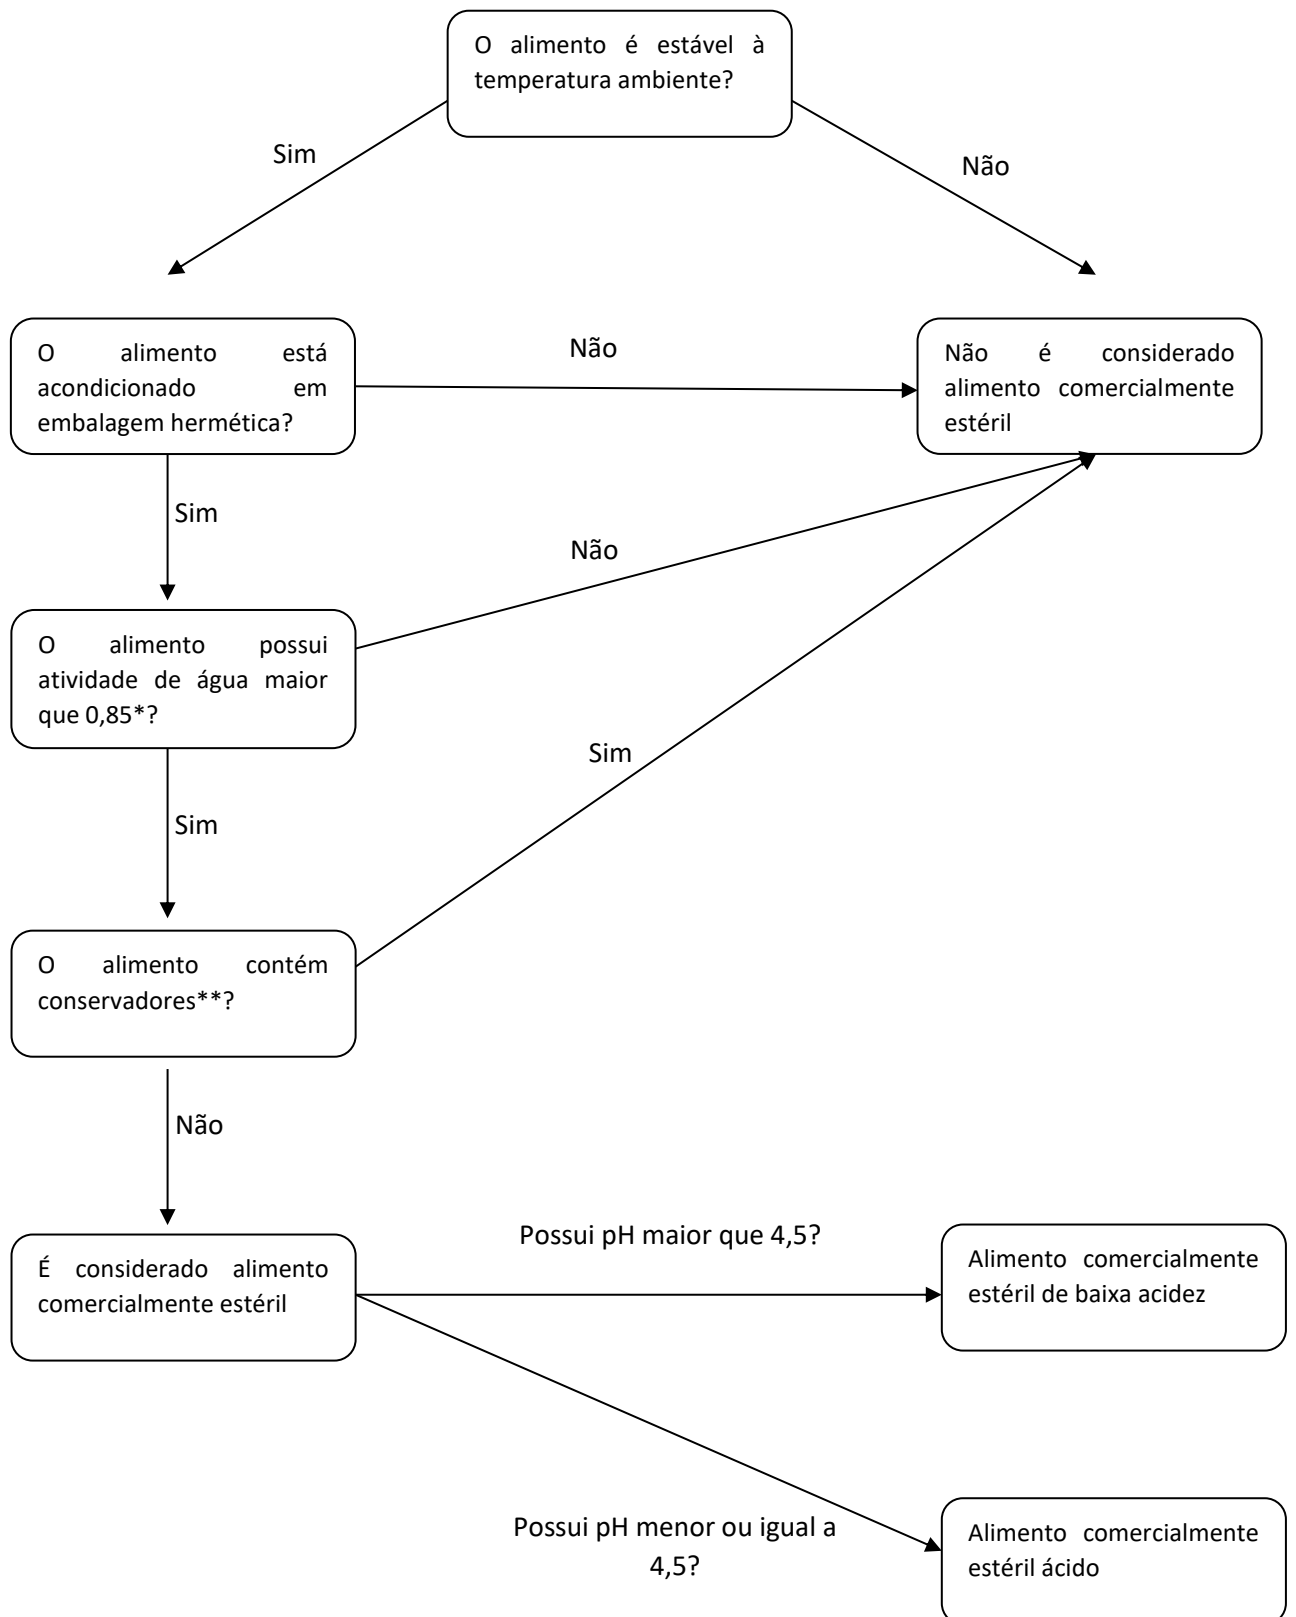 O alimento é estável à
temperatura ambiente?
Sim
Não
O alimento está
acondicionado em
embalagem hermética?
Não
Não é considerado
alimento comercialmente
estéril
Sim
Não
O alimento possui
atividade de água maior
que 0,85*?
Sim
Sim
O alimento contém
conservadores**?
Não
Possui pH maior que 4,5?
É considerado alimento
comercialmente estéril
Alimento comercialmente
estéril de baixa acidez
Possui pH menor ou igual a
4,5?
Alimento comercialmente
estéril ácido